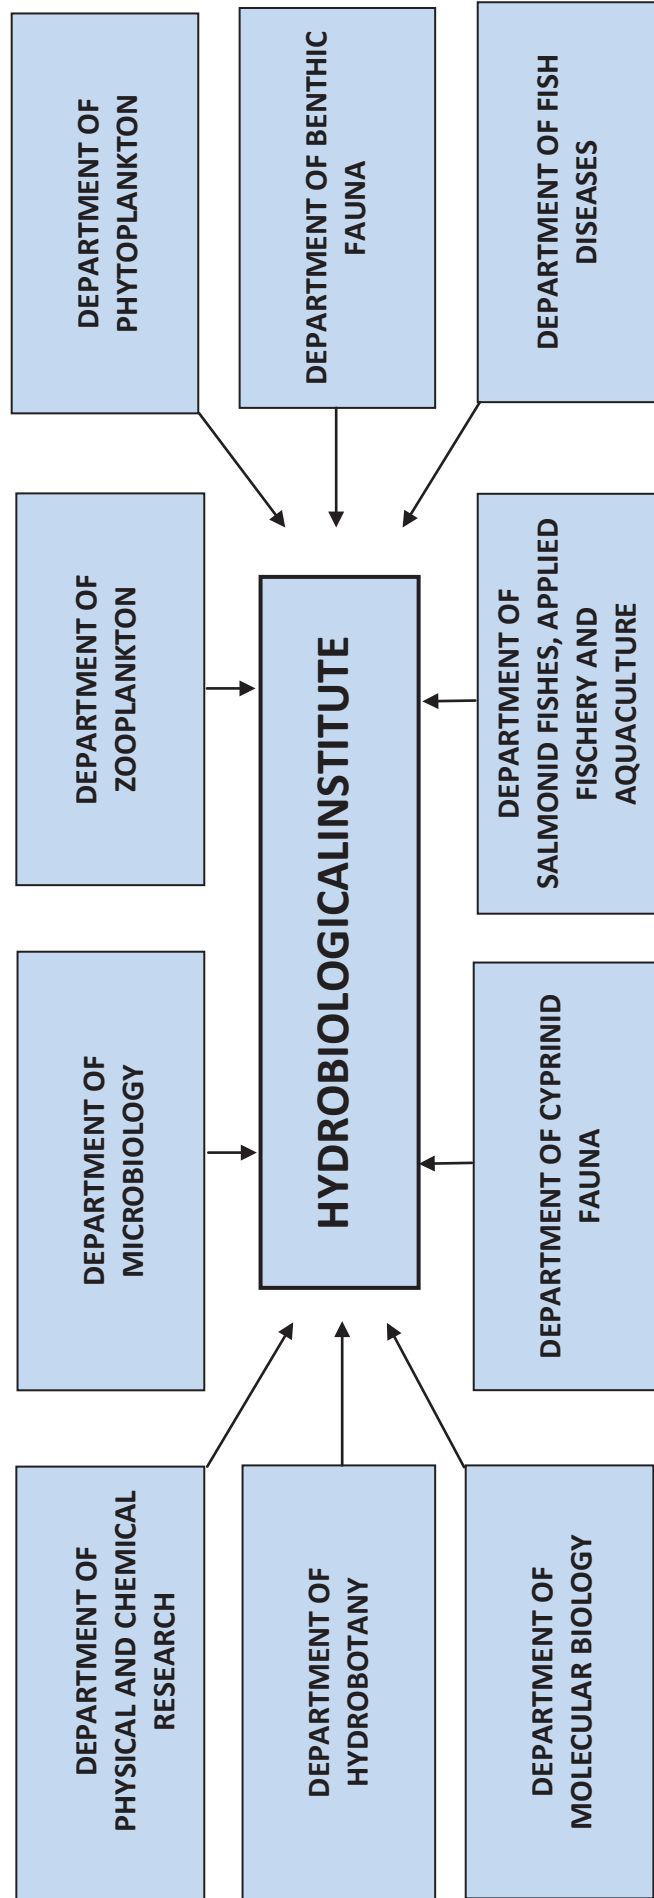 DEPARTMENT OF
PHYSICAL AND CHEMICAL
RESEARCH
DEPARTMENT OF
MICROBIOLOGY
DEPARTMENT OF
ZOOPLANKTON
DEPARTMENT OF
PHYTOPLANKTON
DEPARTMENT OF
HYDROBOTANY
HYDROBIOLOGICALINSTITUTE
DEPARTMENT OF BENTHIC
FAUNA
DEPARTMENT OF
MOLECULAR BIOLOGY
DEPARTMENT OF CYPRINID
FAUNA
DEPARTMENT OF
SALMONID FISHES, APPLIED
FISCHERY AND
AQUACULTURE
DEPARTMENT OF FISH
DISEASES